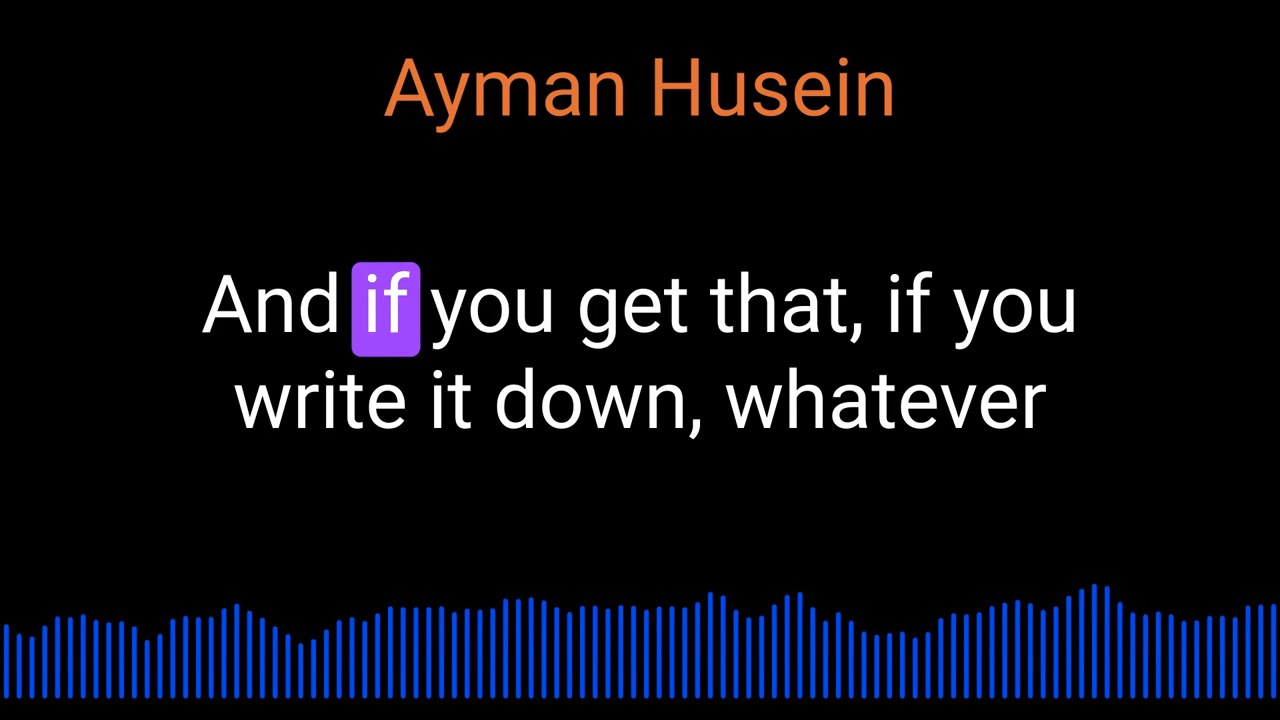 Ayman Husein
And if you get that, if you
write it down, whatever